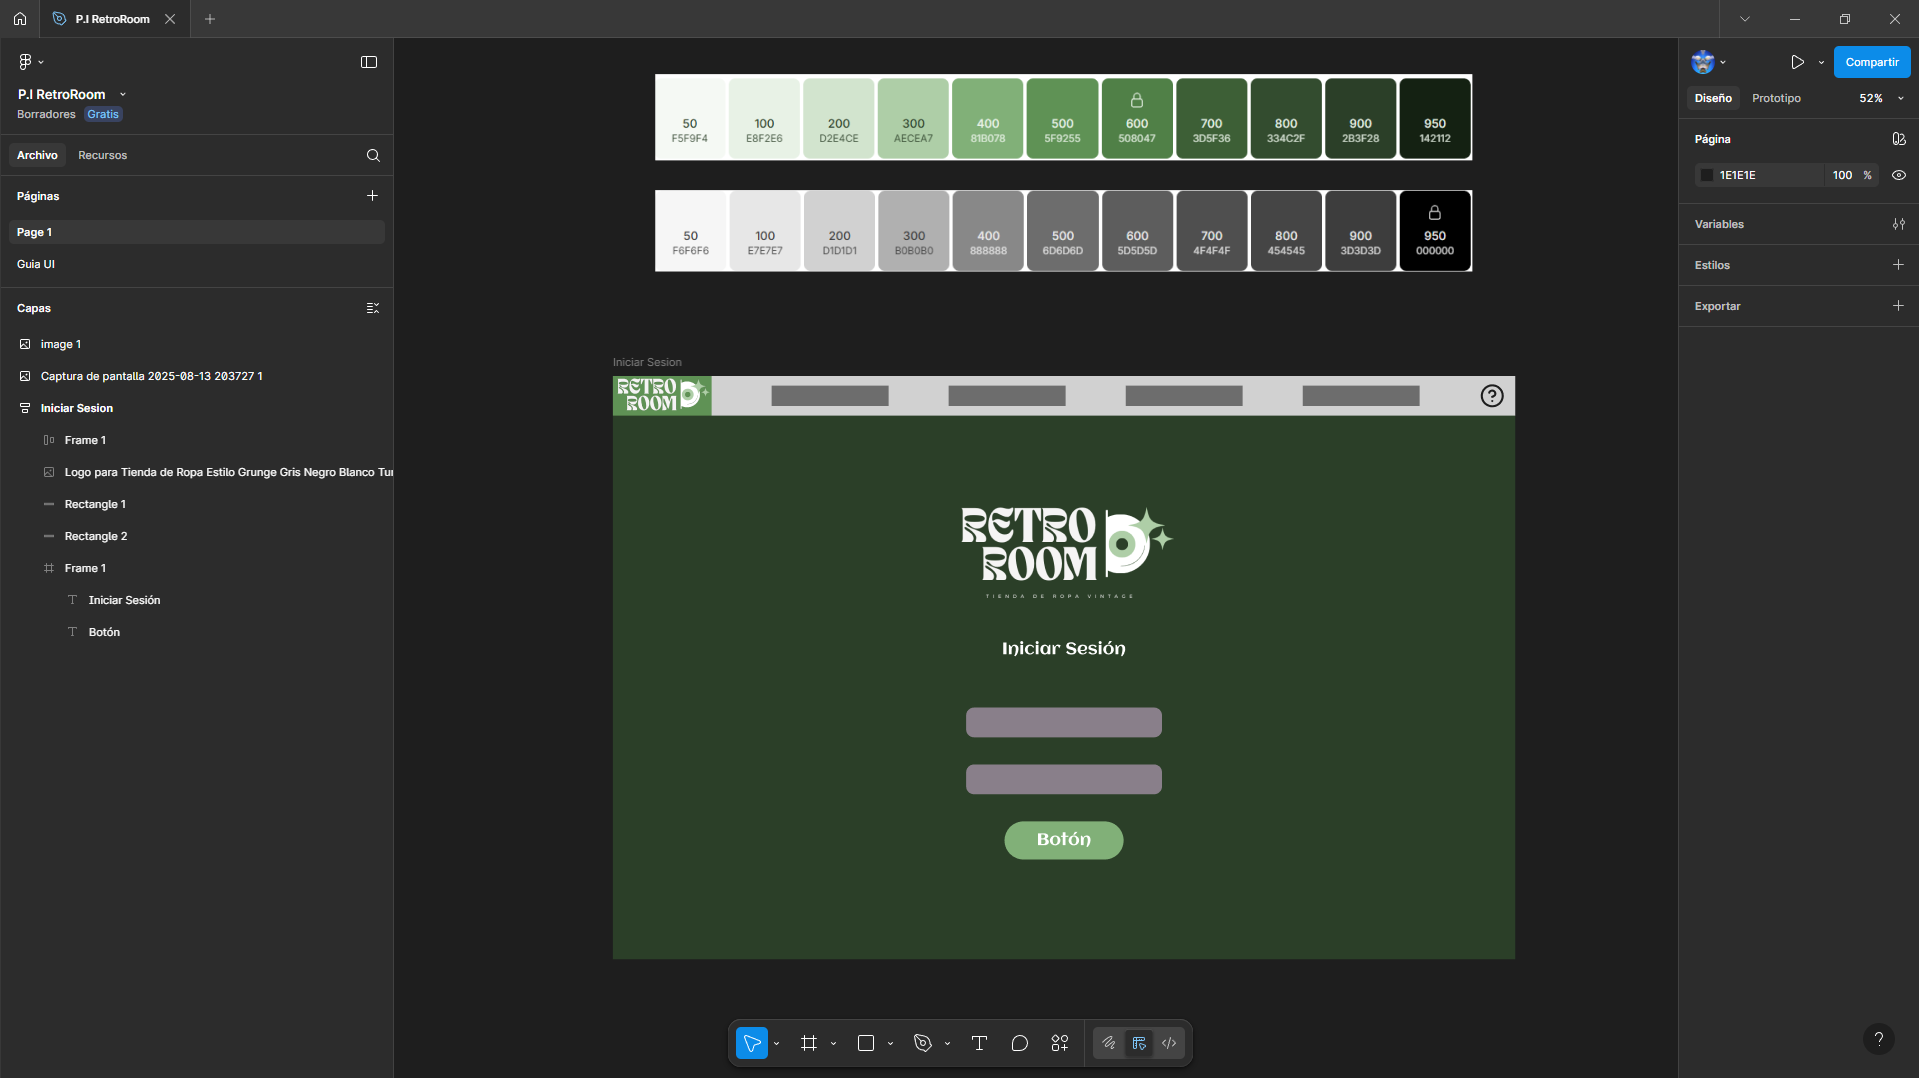 P.I RetroRoom
P.I RetroRoom
Borradores Gratis
Archivo Recursos
Páginas
Page 1
Guia UI
Capas
image 1
Captura de pantalla 2025-08-13 203727 1
Iniciar Sesion
Frame 1
Logo para Tienda de Ropa Estilo Grunge Gris Negro Blanco Tur
Rectangle 1
Rectangle 2
Frame 1
Iniciar Sesión
Botón
50 100 200 300 400 500 600 700 800 900 950
F5F9F4 E8F2E6 D2E4CE AECEA7 81B078 5F9255 508047 3D5F36 334C2F 2B3F28 142112
50 100 200 300 400 500 600 700 800 900 950
F6F6F6 E7E7E7 D1D1D1 B0B0B0 888888 6D6D6D 5D5D5D 4F4F4F 454545 3D3D3D 000000
Iniciar Sesion
RETRO
ROOM
?
RETRO
ROOM
TIENDA DE ROPA VINTAGE
Iniciar Sesión
Botón
Compartir
Diseño Prototipo 52%
Página
1E1E1E 100 %
Variables
Estilos
Exportar
?